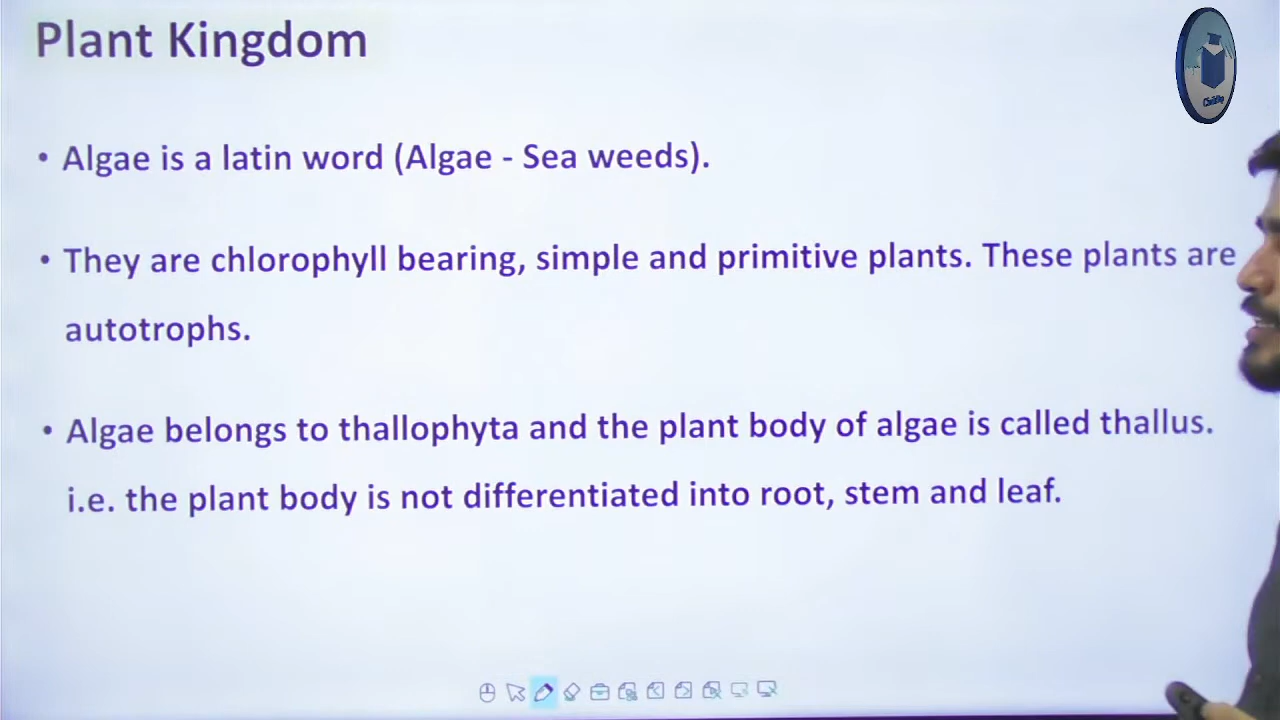 Plant Kingdom
• Algae is a latin word (Algae - Sea weeds).
• They are chlorophyll bearing, simple and primitive plants. These plants are
autotrophs.
• Algae belongs to thallophyta and the plant body of algae is called thallus.
i.e. the plant body is not differentiated into root, stem and leaf.